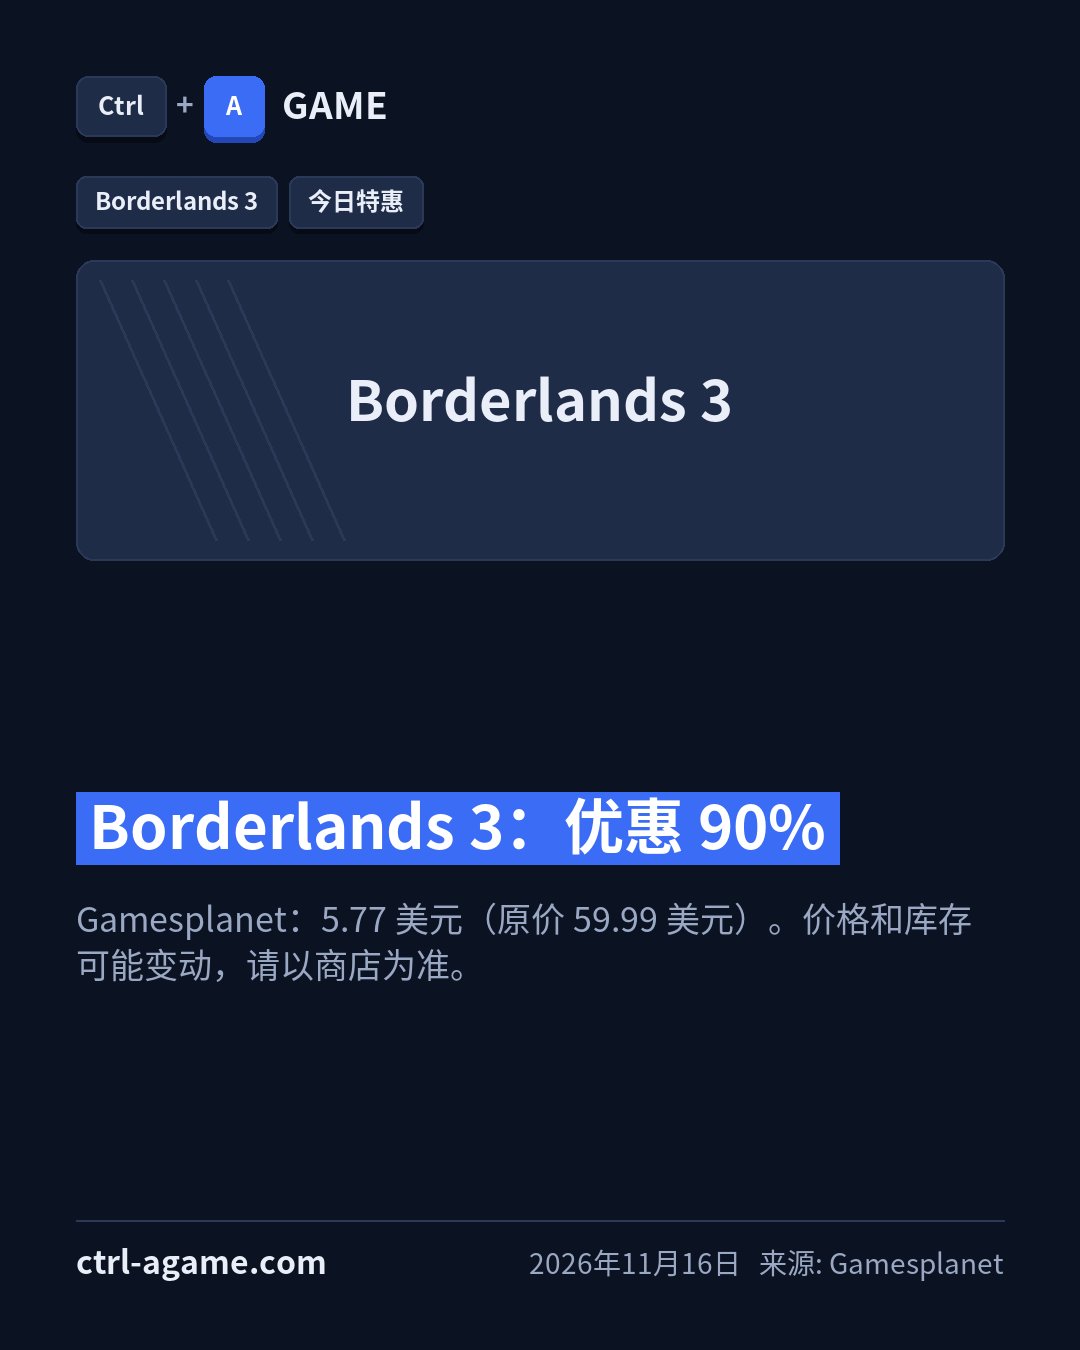 Ctrl + A GAME
Borderlands 3 今日特惠
Borderlands 3
Borderlands 3：优惠 90%
Gamesplanet：5.77 美元（原价 59.99 美元）。价格和库存
可能变动，请以商店为准。
ctrl-agame.com 2026年11月16日 来源: Gamesplanet